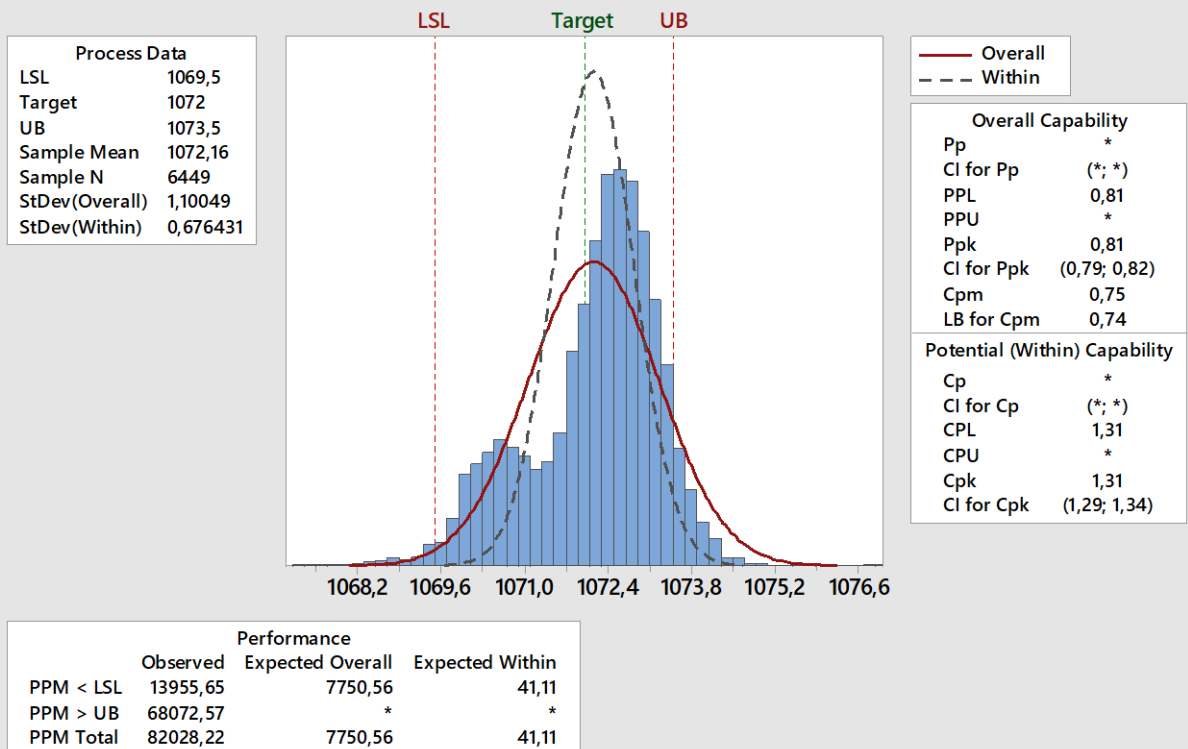 LSL Target UB
Process Data
LSL 1069,5
Target 1072
UB 1073,5
Sample Mean 1072,16
Sample N 6449
StDev(Overall) 1,10049
StDev(Within) 0,676431
Overall
Within
Overall Capability
Pp *
CI for Pp (*; *)
PPL 0,81
PPU *
Ppk 0,81
CI for Ppk (0,79; 0,82)
Cpm 0,75
LB for Cpm 0,74
Potential (Within) Capability
Cp *
CI for Cp (*; *)
CPL 1,31
CPU *
Cpk 1,31
CI for Cpk (1,29; 1,34)
1068,2 1069,6 1071,0 1072,4 1073,8 1075,2 1076,6
Performance
Observed Expected Overall Expected Within
PPM < LSL 13955,65 7750,56 41,11
PPM > UB 68072,57 * *
PPM Total 82028,22 7750,56 41,11